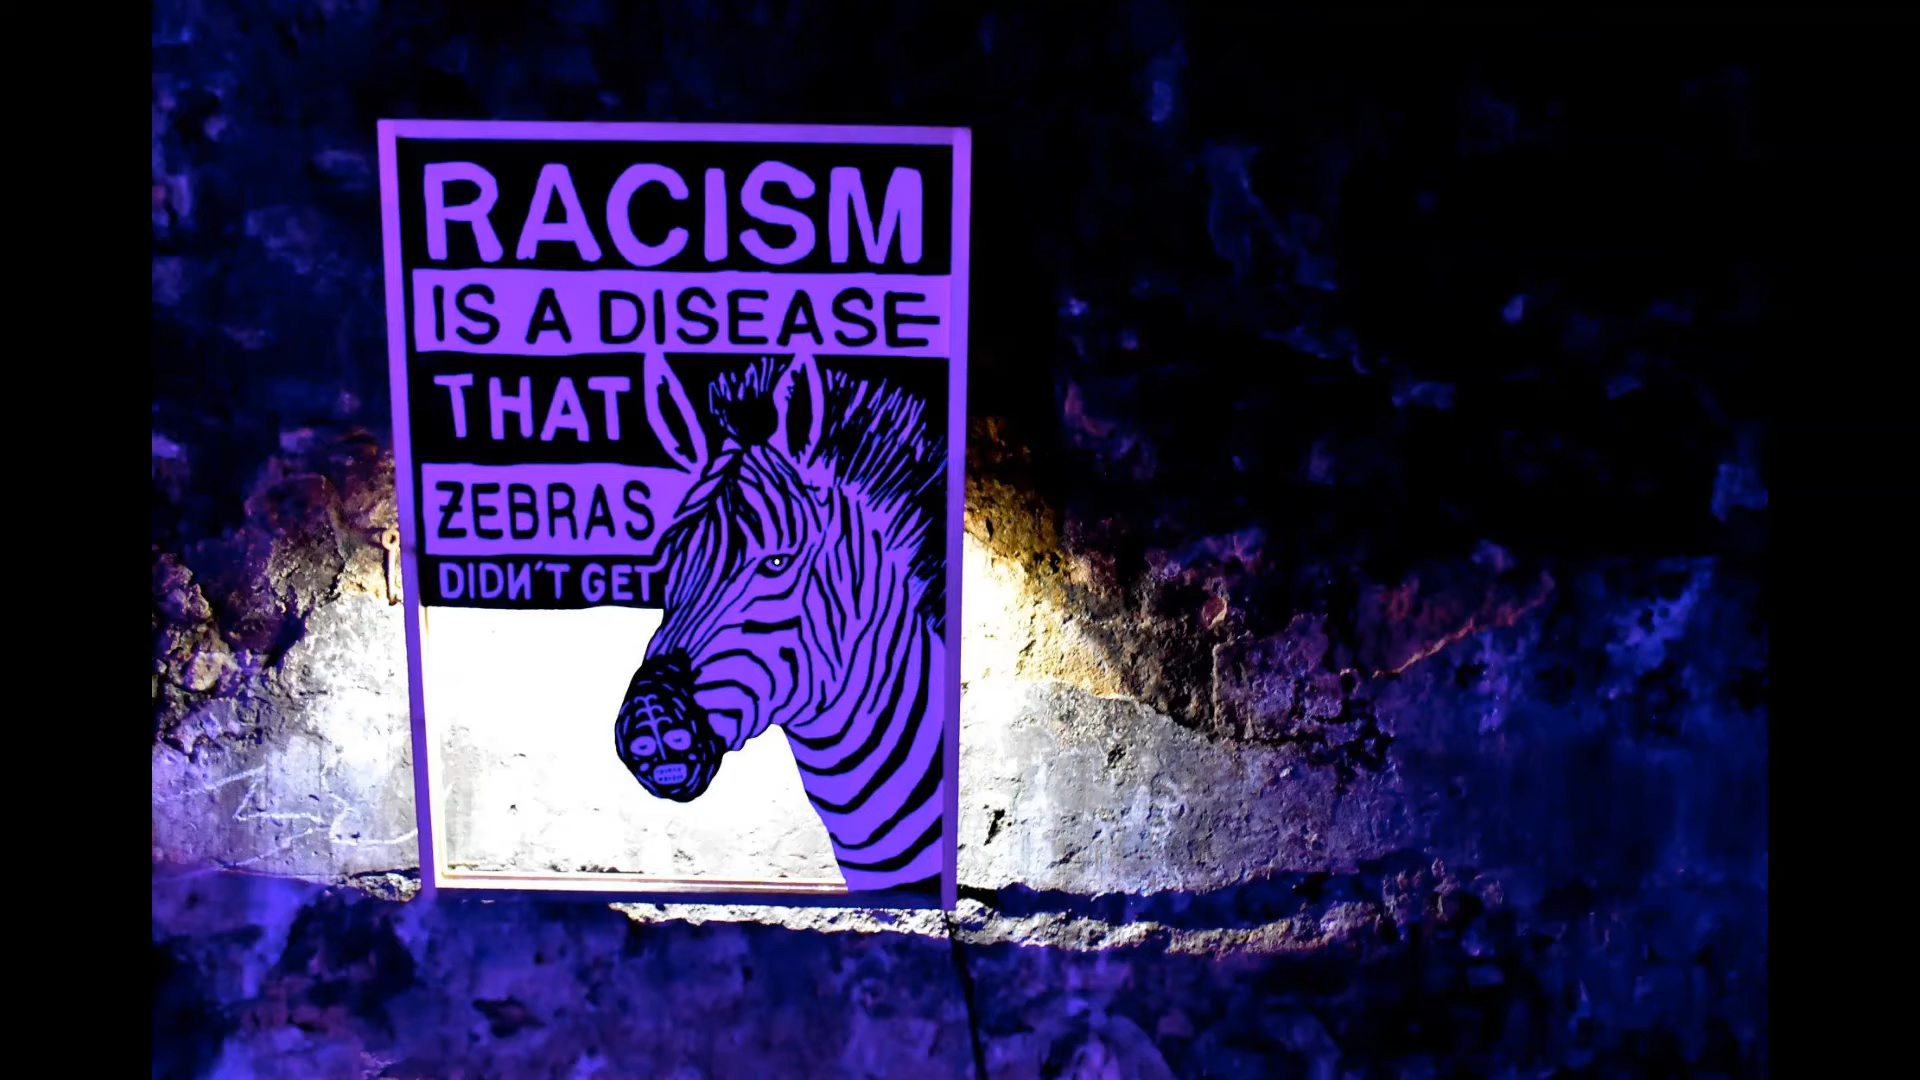 RACISM
IS A DISEASE
THAT
ZEBRAS
DIDN'T GET